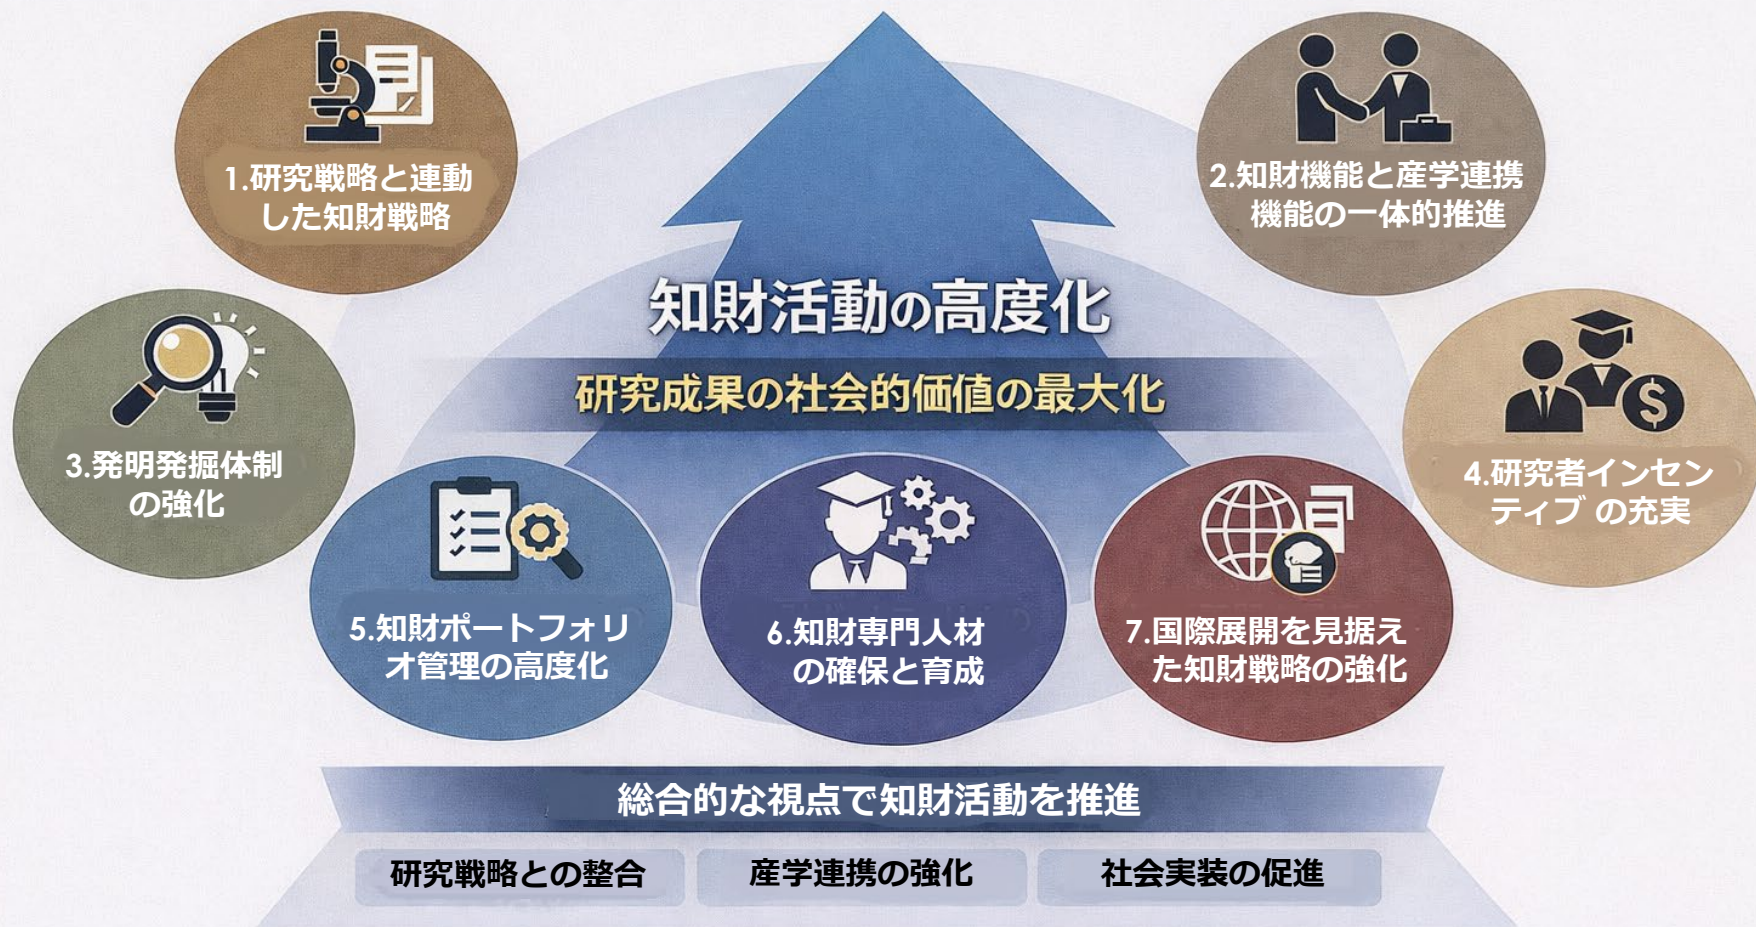 1.研究戦略と連動
した知財戦略
2.知財機能と産学連携
機能の一体的推進
知財活動の高度化
研究成果の社会的価値の最大化
3.発明発掘体制
の強化
4.研究者インセン
ティブ の充実
5.知財ポートフォリ
オ管理の高度化
6.知財専門人材
の確保と育成
7.国際展開を見据え
た知財戦略の強化
総合的な視点で知財活動を推進
研究戦略との整合
産学連携の強化
社会実装の促進